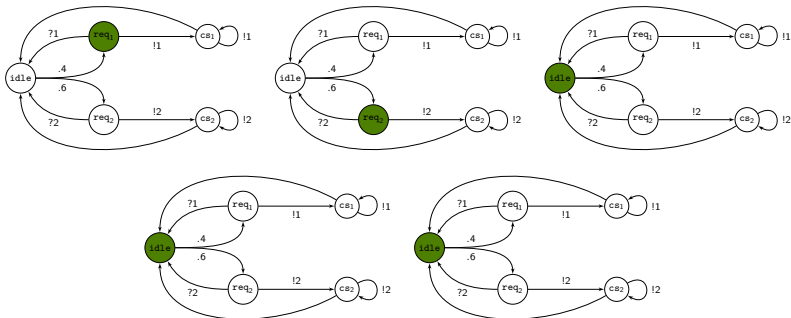 ?1 req₁ !1 cs₁ !1
idle .4
.6
?2 req₂ !2 cs₂ !2
?1 req₁ !1 cs₁ !1
idle .4
.6
?2 req₂ !2 cs₂ !2
?1 req₁ !1 cs₁ !1
idle .4
.6
?2 req₂ !2 cs₂ !2
?1 req₁ !1 cs₁ !1
idle .4
.6
?2 req₂ !2 cs₂ !2
?1 req₁ !1 cs₁ !1
idle .4
.6
?2 req₂ !2 cs₂ !2